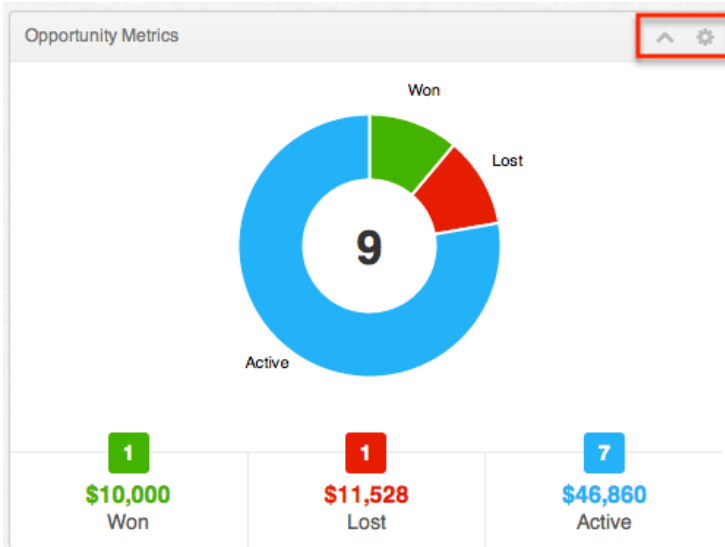 Opportunity Metrics
Won
Lost
9
Active
1 1 7
$10,000 $11,528 $46,860
Won Lost Active